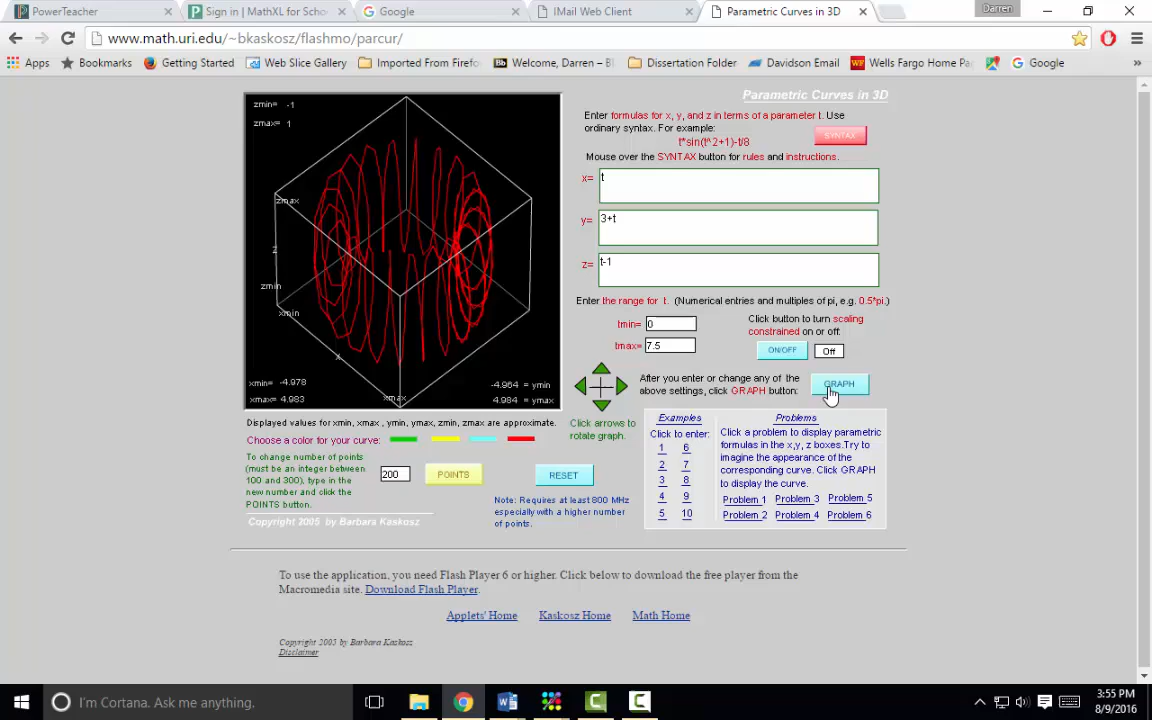 PowerTeacher
Sign in | MathXL for Scho
Google
IMail Web Client
Parametric Curves in 3D
Darren
www.math.uri.edu/~bkaskosz/flashmo/parcur/
Apps
Bookmarks
Getting Started
Web Slice Gallery
Imported From Firefo
Welcome, Darren – Bl
Dissertation Folder
Davidson Email
Wells Fargo Home Pa
Google
»
Parametric Curves in 3D
Enter formulas for x, y, and z in terms of a parameter t. Use
ordinary syntax. For example:
t*sin(t^2+1)-t/8
SYNTAX
Mouse over the SYNTAX button for rules and instructions.
x= t
y= 3+t
z= t-1
Enter the range for t. (Numerical entries and multiples of pi, e.g. 0.5*pi.)
tmin= 0
tmax= 7.5
Click button to turn scaling
constrained on or off.
ON/OFF
Off
After you enter or change any of the
above settings, click GRAPH button:
GRAPH
Click arrows to
rotate graph.
zmin= -1
zmax= 1
zmax
z
zmin
xmin
x
xmax
xmin= -4.978
xmax= 4.983
-4.964 = ymin
4.984 = ymax
Displayed values for xmin, xmax , ymin, ymax, zmin, zmax are approximate.
Choose a color for your curve:
To change number of points
(must be an integer between
100 and 300), type in the
new number and click the
POINTS button.
200
POINTS
RESET
Note: Requires at least 800 MHz
especially with a higher number
of points.
Copyright 2005 by Barbara Kaskosz
Examples
Click to enter:
1 6
2 7
3 8
4 9
5 10
Problems
Click a problem to display parametric
formulas in the x,y, z boxes.Try to
imagine the appearance of the
corresponding curve. Click GRAPH
to display the curve.
Problem 1 Problem 3 Problem 5
Problem 2 Problem 4 Problem 6
To use the application, you need Flash Player 6 or higher. Click below to download the free player from the
Macromedia site. Download Flash Player.
Applets' Home Kaskosz Home Math Home
Copyright 2003 by Barbara Kaskosz
Disclaimer
I'm Cortana. Ask me anything.
3:55 PM
8/9/2016